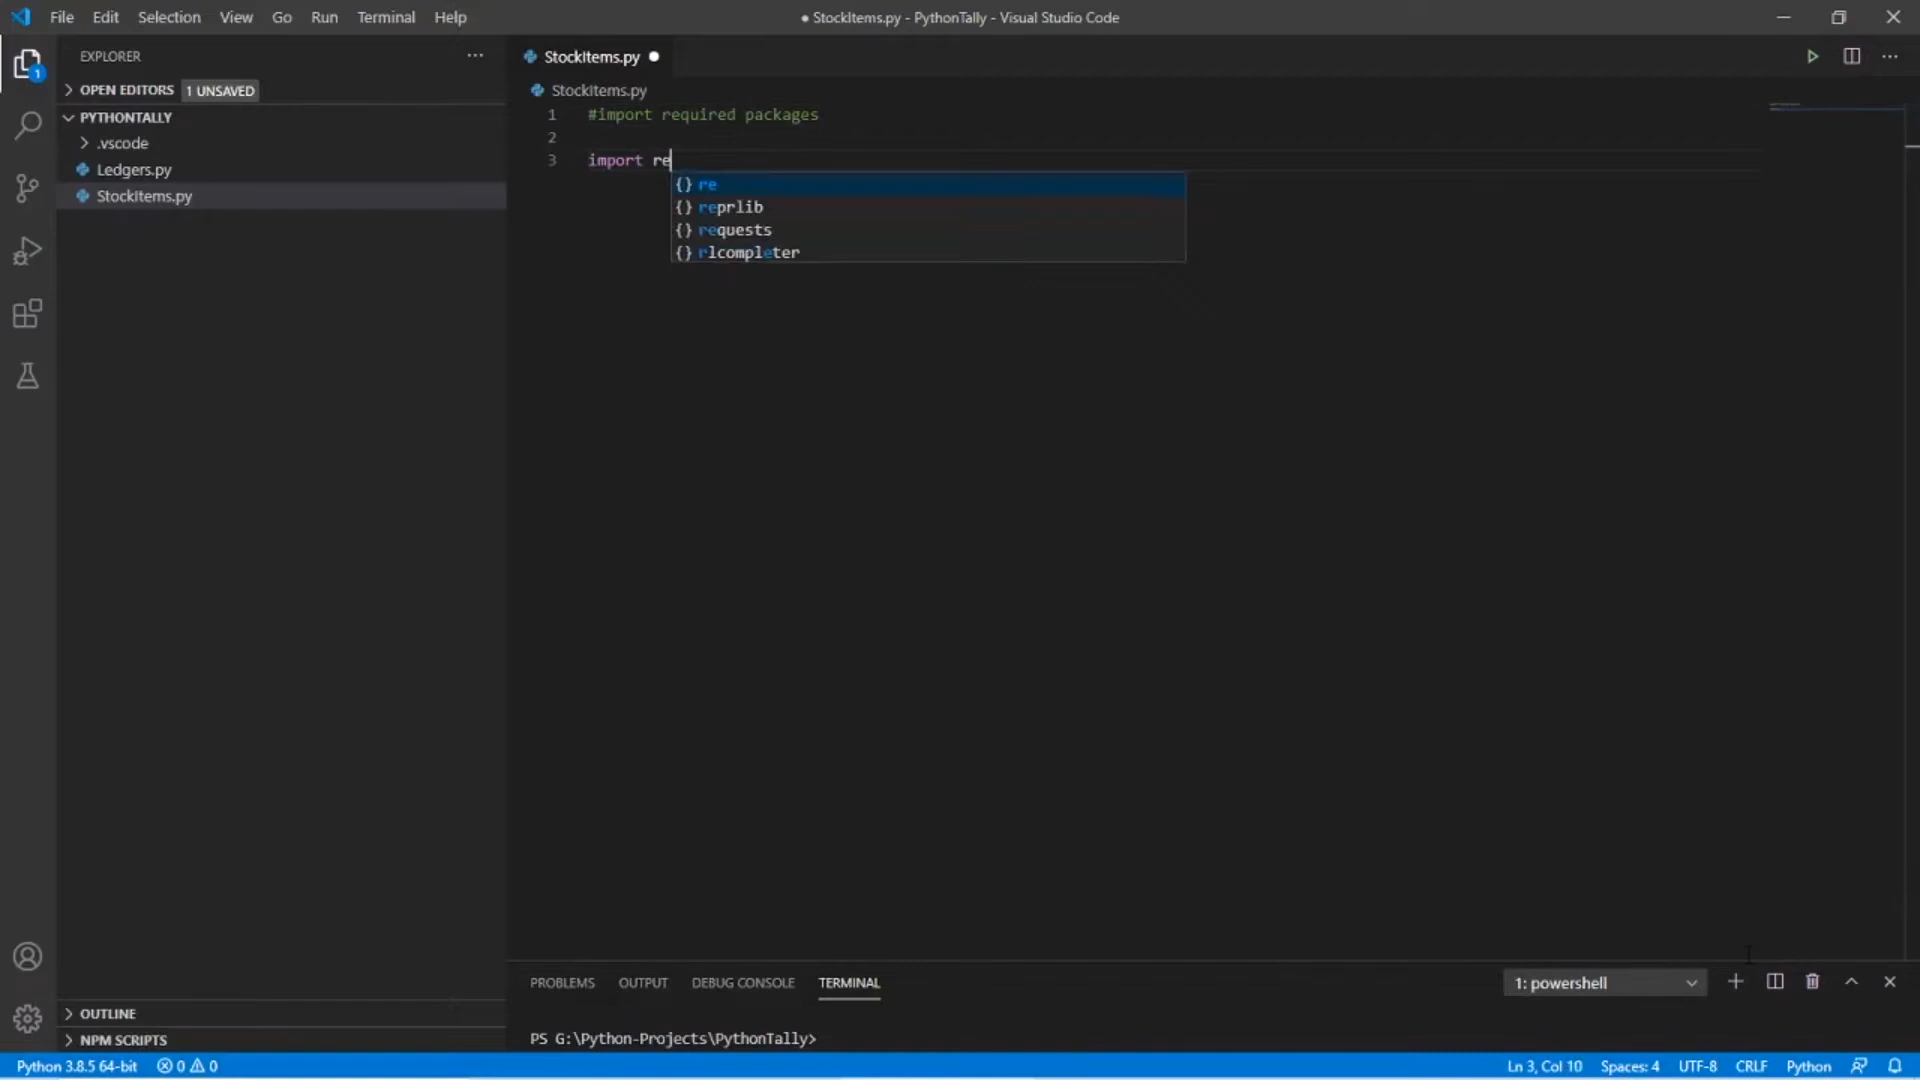 File Edit Selection View Go Run Terminal Help
● StockItems.py - PythonTally - Visual Studio Code
EXPLORER
StockItems.py
1
OPEN EDITORS 1 UNSAVED
StockItems.py
PYTHONTALLY
.vscode
Ledgers.py
StockItems.py
1 #import required packages
2
3 import re
{} re
{} reprlib
{} requests
{} rlcompleter
PROBLEMS OUTPUT DEBUG CONSOLE TERMINAL
1: powershell
PS G:\Python-Projects\PythonTally>
OUTLINE
NPM SCRIPTS
Python 3.8.5 64-bit 0 0
Ln 3, Col 10 Spaces: 4 UTF-8 CRLF Python